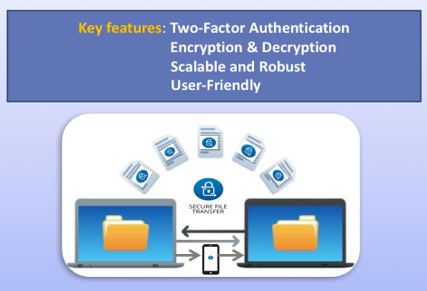 Key features: Two-Factor Authentication
Encryption & Decryption
Scalable and Robust
User-Friendly
SECURE FILE
TRANSFER